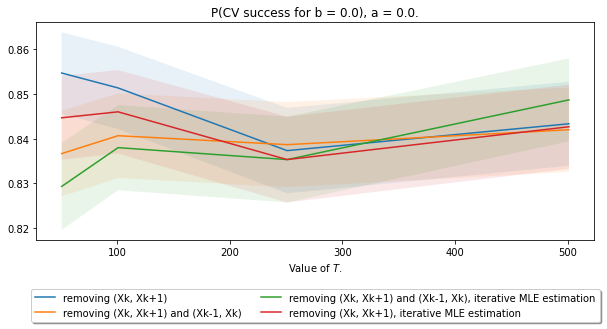 P(CV success for b = 0.0), a = 0.0.
0.86
0.85
0.84
0.83
0.82
100 200 300 400 500
Value of T.
removing (Xk, Xk+1)
removing (Xk, Xk+1) and (Xk-1, Xk)
removing (Xk, Xk+1) and (Xk-1, Xk), iterative MLE estimation
removing (Xk, Xk+1), iterative MLE estimation